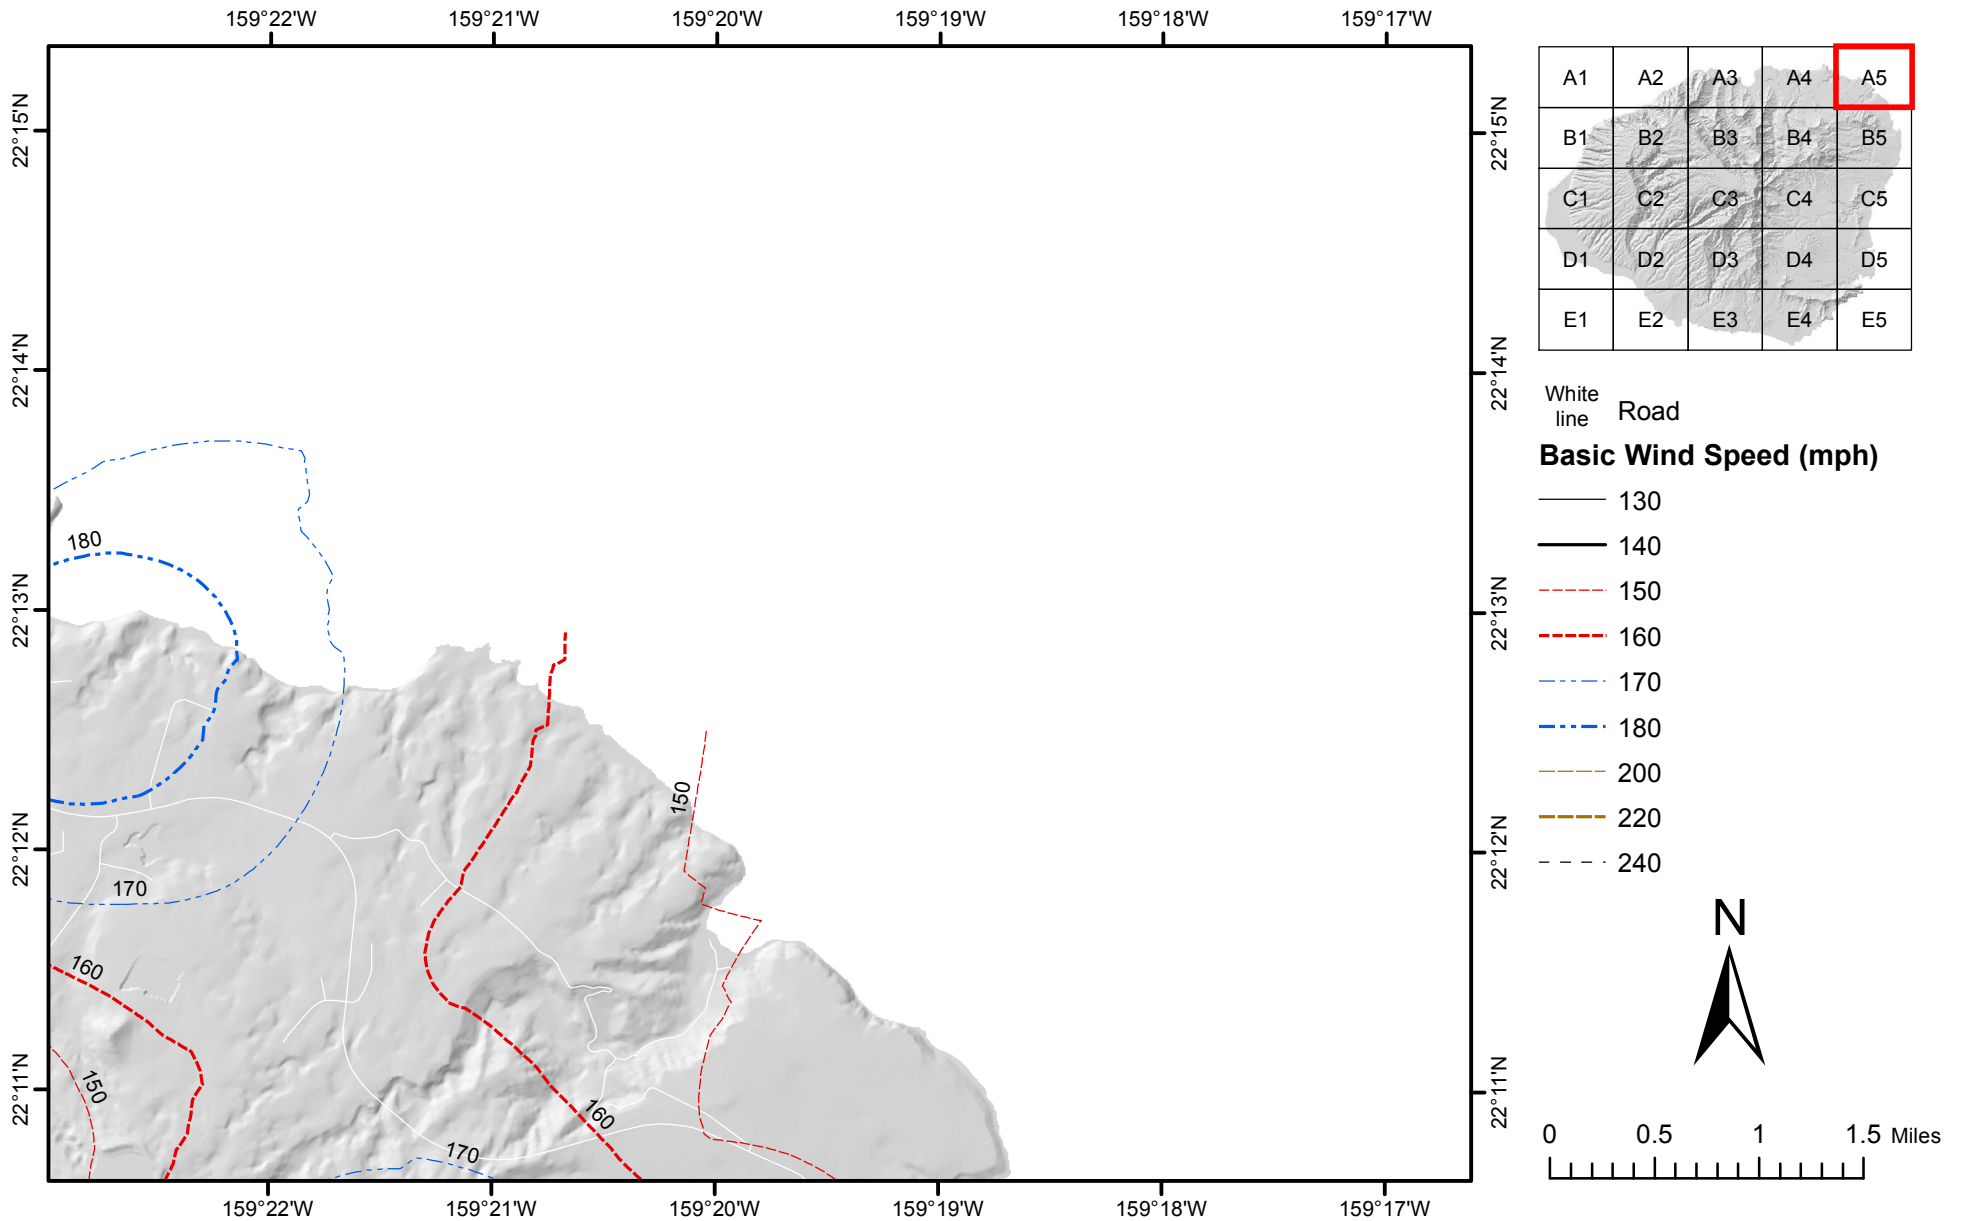 159°22'W 159°21'W 159°20'W 159°19'W 159°18'W 159°17'W
22°15'N 22°15'N
22°14'N 22°14'N
22°13'N 22°13'N
22°12'N 22°12'N
22°11'N 22°11'N
180
150
170
160
150
160
170
159°22'W 159°21'W 159°20'W 159°19'W 159°18'W 159°17'W
A1 A2 A3 A4 A5
B1 B2 B3 B4 B5
C1 C2 C3 C4 C5
D1 D2 D3 D4 D5
E1 E2 E3 E4 E5
White
line Road
Basic Wind Speed (mph)
130
140
150
160
170
180
200
220
240
N
0 0.5 1 1.5 Miles